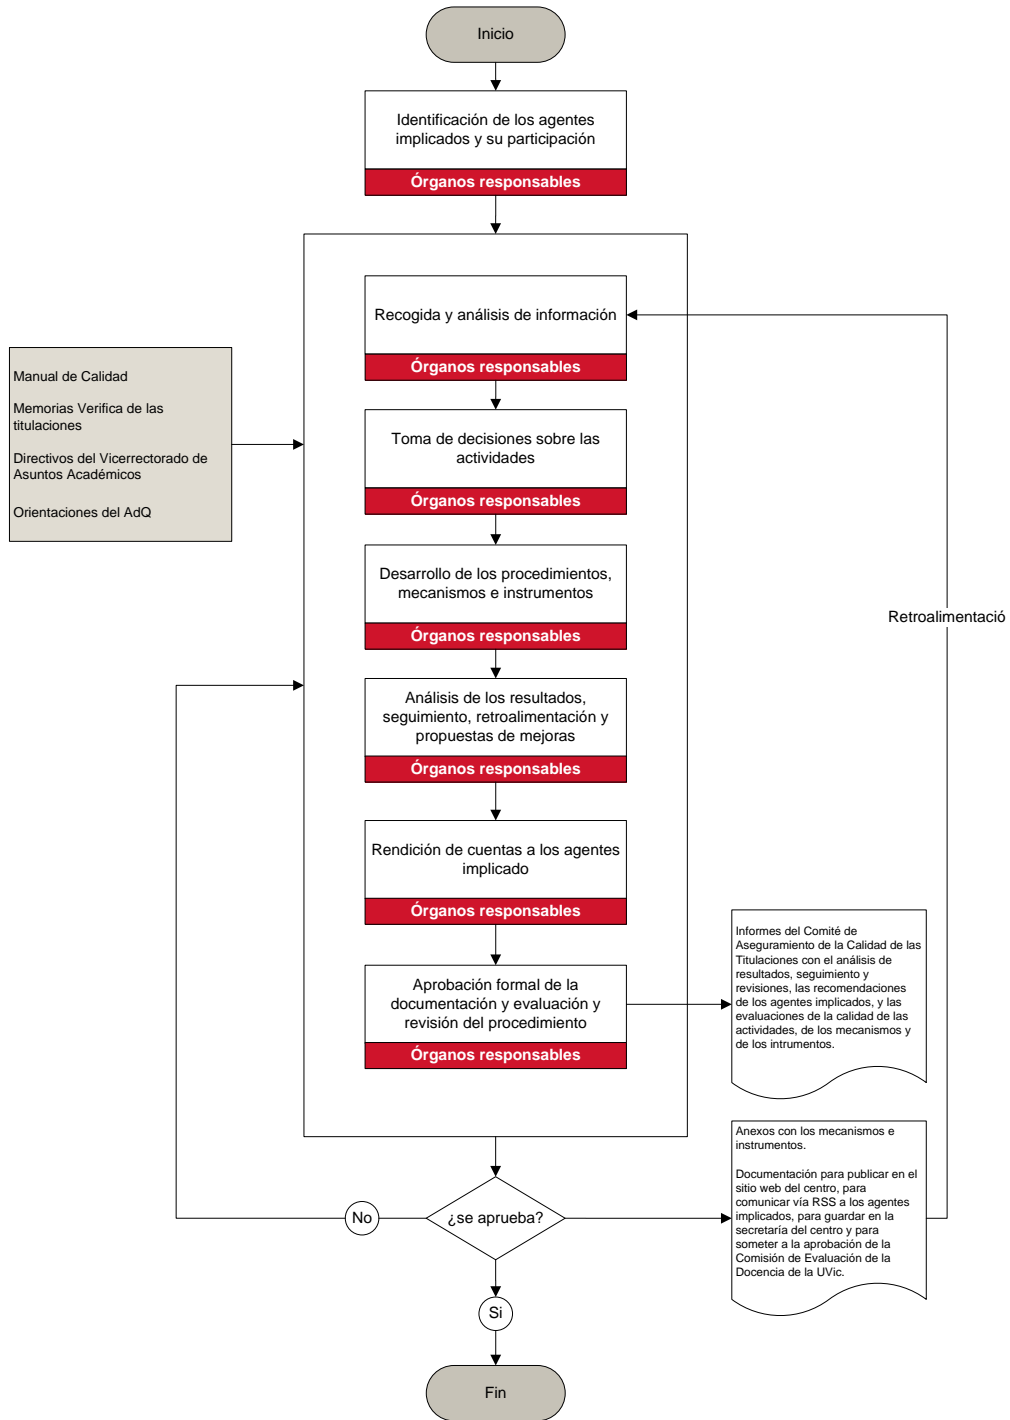 Inicio
Identificación de los agentes
implicados y su participación
Órganos responsables
Recogida y análisis de información
Órganos responsables
Manual de Calidad
Memorias Verifica de las
titulaciones
Directivos del Vicerrectorado de
Asuntos Académicos
Orientaciones del AdQ
Toma de decisiones sobre las
actividades
Órganos responsables
Desarrollo de los procedimientos,
mecanismos e instrumentos
Órganos responsables
Retroalimentació
Análisis de los resultados,
seguimiento, retroalimentación y
propuestas de mejoras
Órganos responsables
Rendición de cuentas a los agentes
implicado
Órganos responsables
Aprobación formal de la
documentación y evaluación y
revisión del procedimiento
Órganos responsables
Informes del Comité de
Aseguramiento de la Calidad de las
Titulaciones con el análisis de
resultados, seguimiento y
revisiones, las recomendaciones
de los agentes implicados, y las
evaluaciones de la calidad de las
actividades, de los mecanismos y
de los intrumentos.
Anexos con los mecanismos e
instrumentos.
Documentación para publicar en el
sitio web del centro, para
comunicar vía RSS a los agentes
implicados, para guardar en la
secretaría del centro y para
someter a la aprobación de la
Comisión de Evaluación de la
Docencia de la UVic.
No
¿se aprueba?
Si
Fin